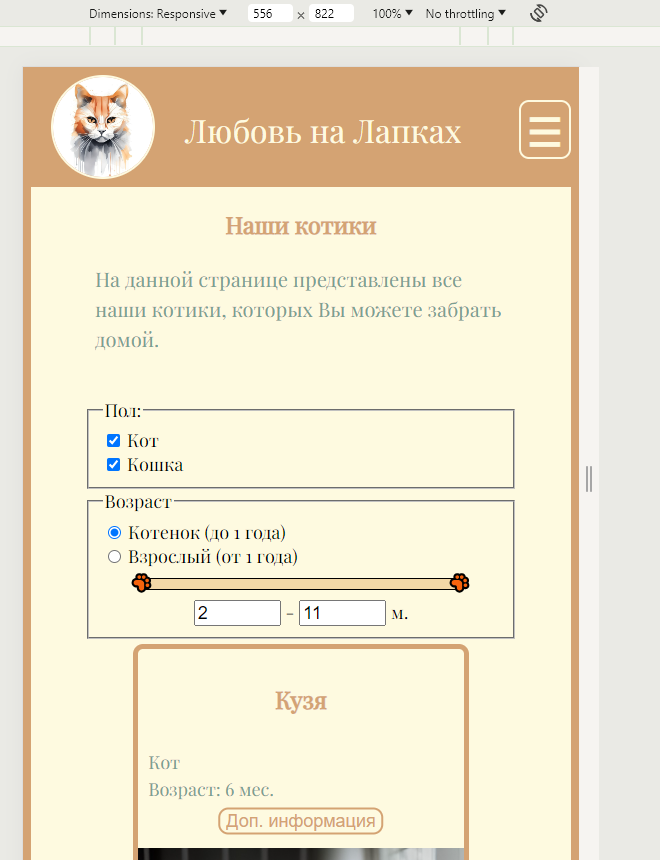 Dimensions: Responsive 556 x 822 100% No throttling
Любовь на Лапках
Наши котики
На данной странице представлены все
наши котики, которых Вы можете забрать
домой.
Пол:
Кот
Кошка
Возраст
Котенок (до 1 года)
Взрослый (от 1 года)
2 – 11 м.
Кузя
Кот
Возраст: 6 мес.
Доп. информация